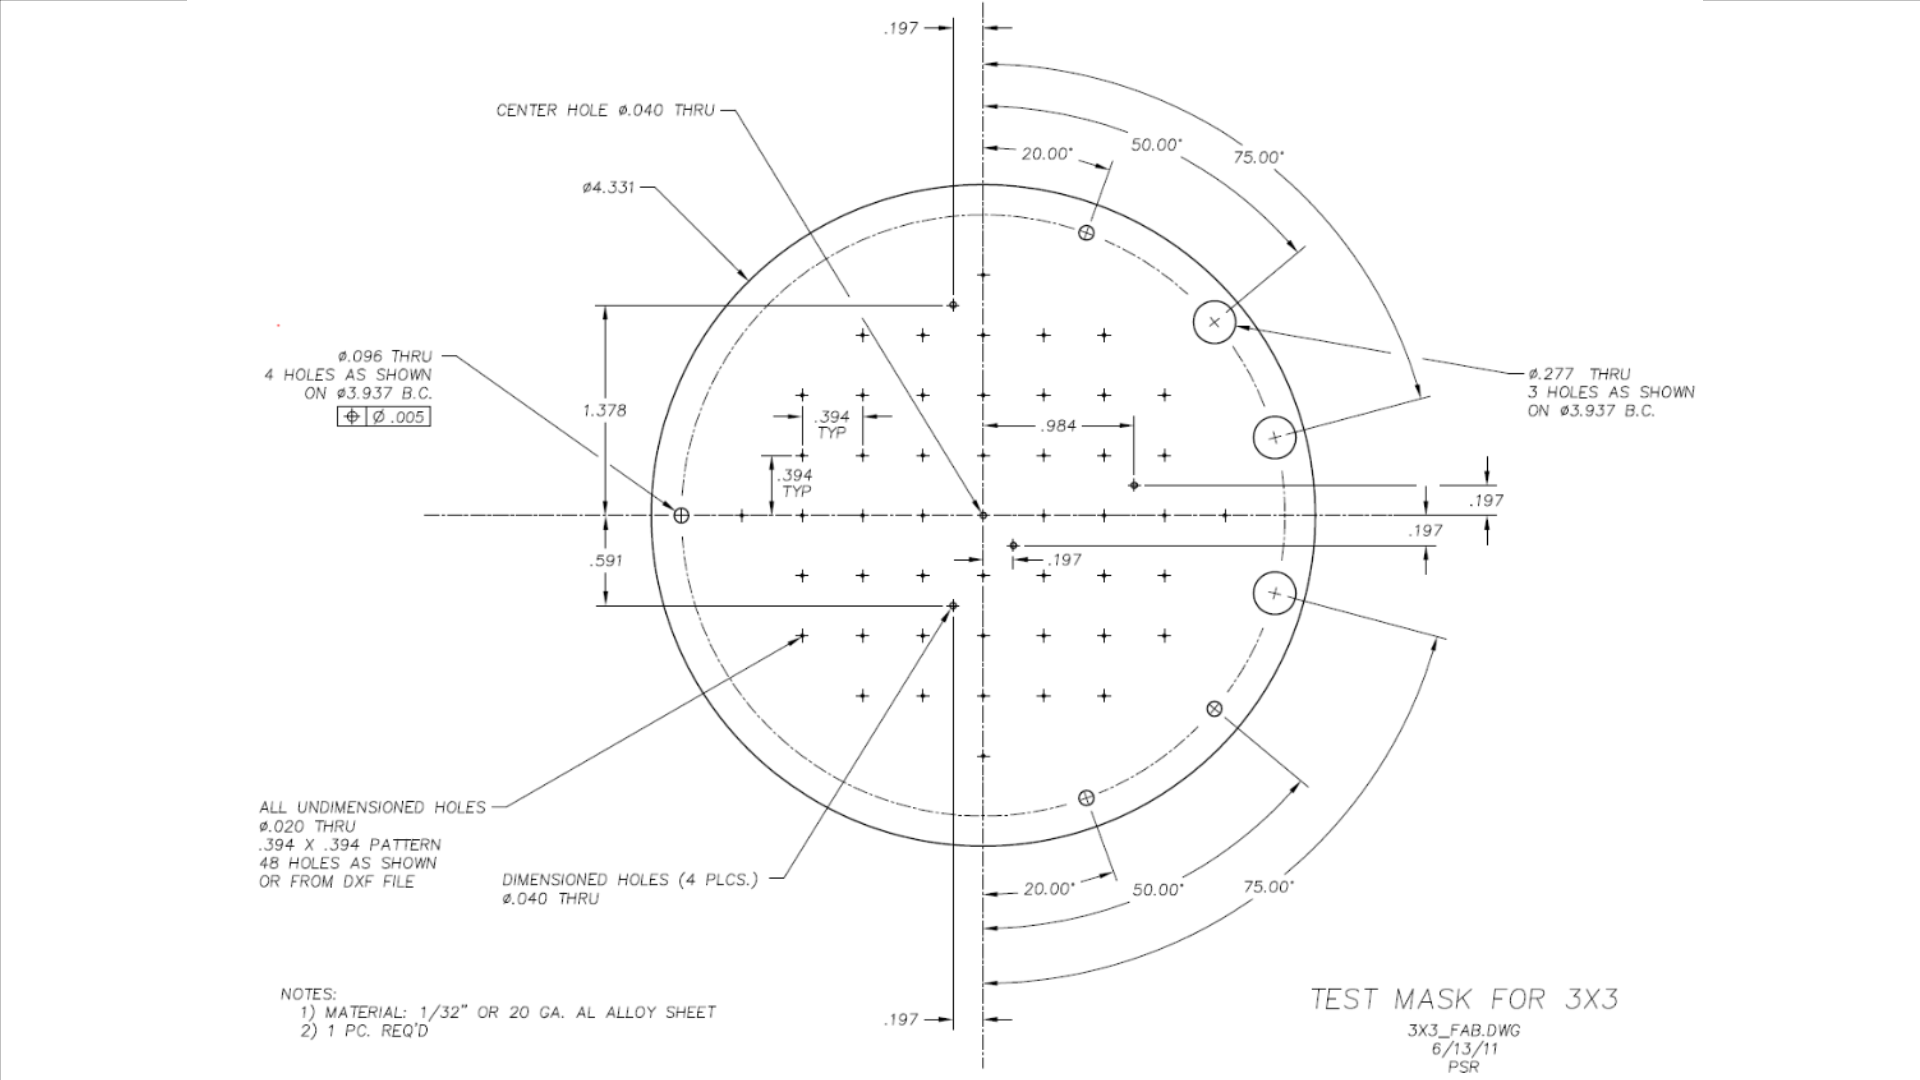 .197
CENTER HOLE ø.040 THRU
50.00°
20.00°
75.00°
ø4.331
ø.096 THRU
4 HOLES AS SHOWN
ON ø3.937 B.C.
⌖ Ø .005
ø.277 THRU
3 HOLES AS SHOWN
ON ø3.937 B.C.
1.378
.394
TYP
.984
.394
TYP
.197
.197
.591
.197
ALL UNDIMENSIONED HOLES
ø.020 THRU
.394 X .394 PATTERN
48 HOLES AS SHOWN
OR FROM DXF FILE
DIMENSIONED HOLES (4 PLCS.)
ø.040 THRU
20.00°
50.00°
75.00°
NOTES:
1) MATERIAL: 1/32" OR 20 GA. AL ALLOY SHEET
2) 1 PC. REQ'D
.197
TEST MASK FOR 3X3
3X3_FAB.DWG
6/13/11
PSR